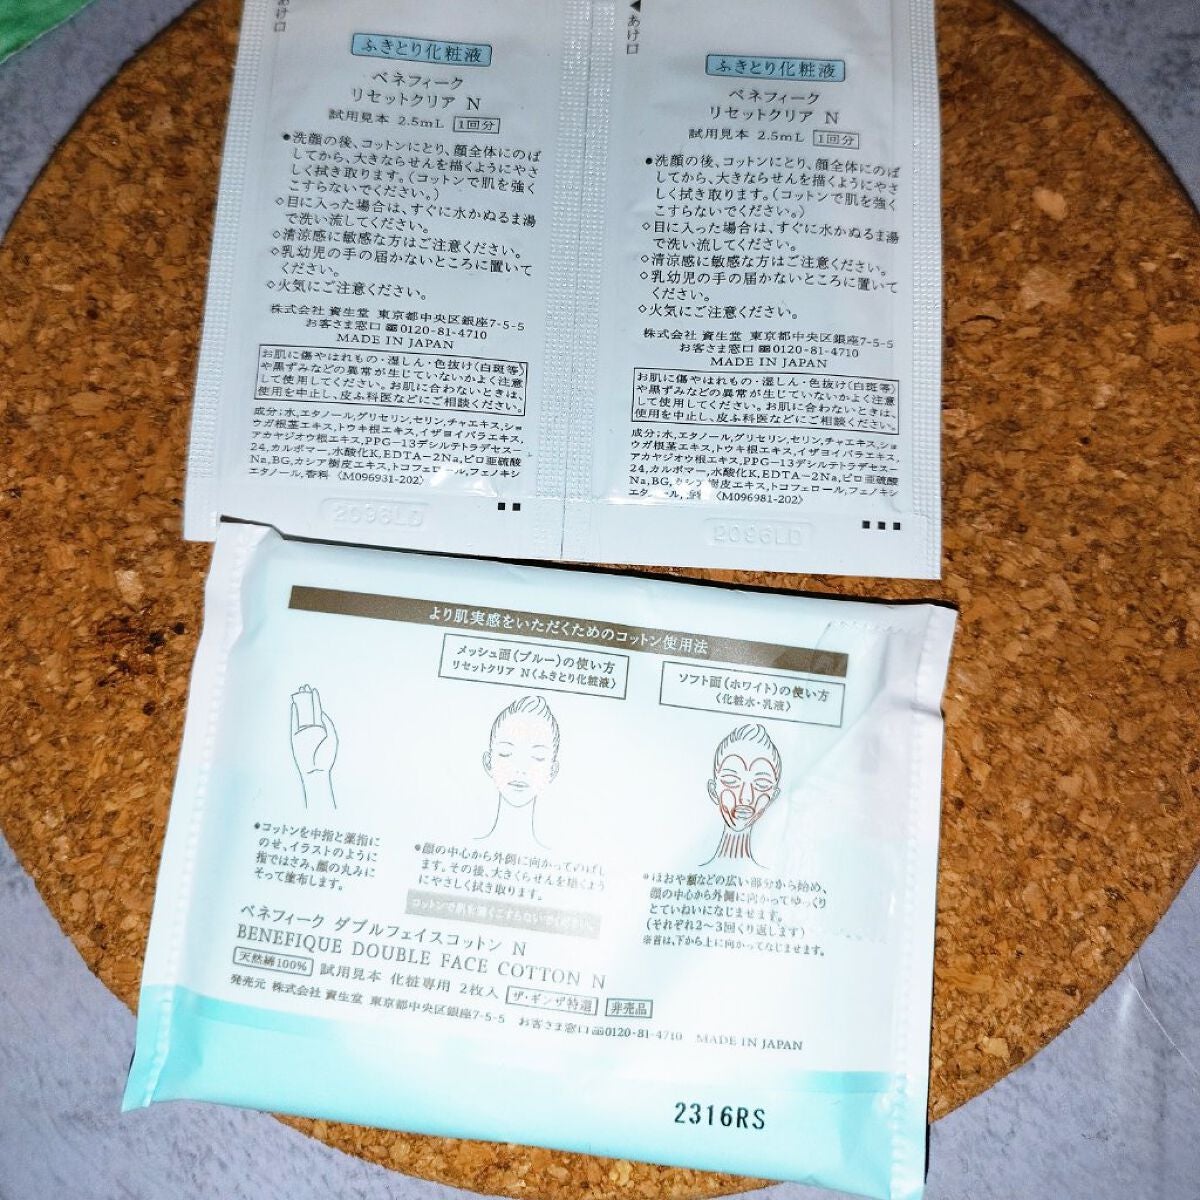 あけ口
ふきとり化粧液
ベネフィーク
リセットクリア N
試用見本 2.5mL 1回分
●洗顔の後、コットンにとり、顔全体にのば
してから、大きならせんを描くようにやさ
しく拭き取ります。(コットンで肌を強く
こすらないでください。)
◇目に入った場合は、すぐに水かぬるま湯
で洗い流してください。
◇清涼感に敏感な方はご注意ください。
◇乳幼児の手の届かないところに置いて
ください。
◇火気にご注意ください。
株式会社 資生堂 東京都中央区銀座7-5-5
お客さま窓口 0120-81-4710
MADE IN JAPAN
お肌に傷やはれもの・湿しん・色抜け(白斑等)
や黒ずみなどの異常が生じていないかよく注意
して使用してください。お肌に合わないときは、
使用を中止し、皮ふ科医などにご相談ください。
成分:水,エタノール,グリセリン,セリン,チャエキス,ショ
ウガ根茎エキス,トウキ根エキス,イザヨイバラエキス,
アカヤジオウ根エキス,PPG-13デシルテトラデセス-
24,カルボマー,水酸化K,EDTA-2Na,ピロ亜硫酸
Na,BG,カシア樹皮エキス,トコフェロール,フェノキシ
エタノール,香料 〈M096931-202〉
2096LD
◀あけ口
ふきとり化粧液
ベネフィーク
リセットクリア N
試用見本 2.5mL 1回分
●洗顔の後、コットンにとり、顔全体にのば
してから、大きならせんを描くようにやさ
しく拭き取ります。(コットンで肌を強く
こすらないでください。)
◇目に入った場合は、すぐに水かぬるま湯
で洗い流してください。
◇清涼感に敏感な方はご注意ください。
◇乳幼児の手の届かないところに置いて
ください。
◇火気にご注意ください。
株式会社 資生堂 東京都中央区銀座7-5-5
お客さま窓口 0120-81-4710
MADE IN JAPAN
お肌に傷やはれもの・湿しん・色抜け(白斑等)
や黒ずみなどの異常が生じていないかよく注意
して使用してください。お肌に合わないときは、
使用を中止し、皮ふ科医などにご相談ください。
成分:水,エタノール,グリセリン,セリン,チャエキス,ショ
ウガ根茎エキス,トウキ根エキス,イザヨイバラエキス,
アカヤジオウ根エキス,PPG-13デシルテトラデセス-
24,カルボマー,水酸化K,EDTA-2Na,ピロ亜硫酸
Na,BG,カシア樹皮エキス,トコフェロール,フェノキシ
エタノール,香料 〈M096981-202〉
2096LD
より肌実感をいただくためのコットン使用法
メッシュ面(ブルー)の使い方
リセットクリア N〈ふきとり化粧液〉
ソフト面(ホワイト)の使い方
〈化粧水・乳液〉
●コットンを中指と薬指に
のせ、イラストのように
指ではさみ、顔の丸みに
そって塗布します。
●顔の中心から外側に向かってのばし
ます。その後、大きくらせんを描くよう
にやさしく拭き取ります。
コットンで肌を強くこすらないでください。
●ほおや額などの広い部分から始め、
顔の中心から外側に向かってゆっくり
とていねいになじませます。
(それぞれ2～3回くり返します)
※首は、下から上に向かってなじませます。
ベネフィーク ダブルフェイスコットン N
BENEFIQUE DOUBLE FACE COTTON N
天然綿100% 試用見本 化粧専用 2枚入 ザ・ギンザ特選 非売品
発売元 株式会社 資生堂 東京都中央区銀座7-5-5 お客さま窓口 0120-81-4710 MADE IN JAPAN
2316RS